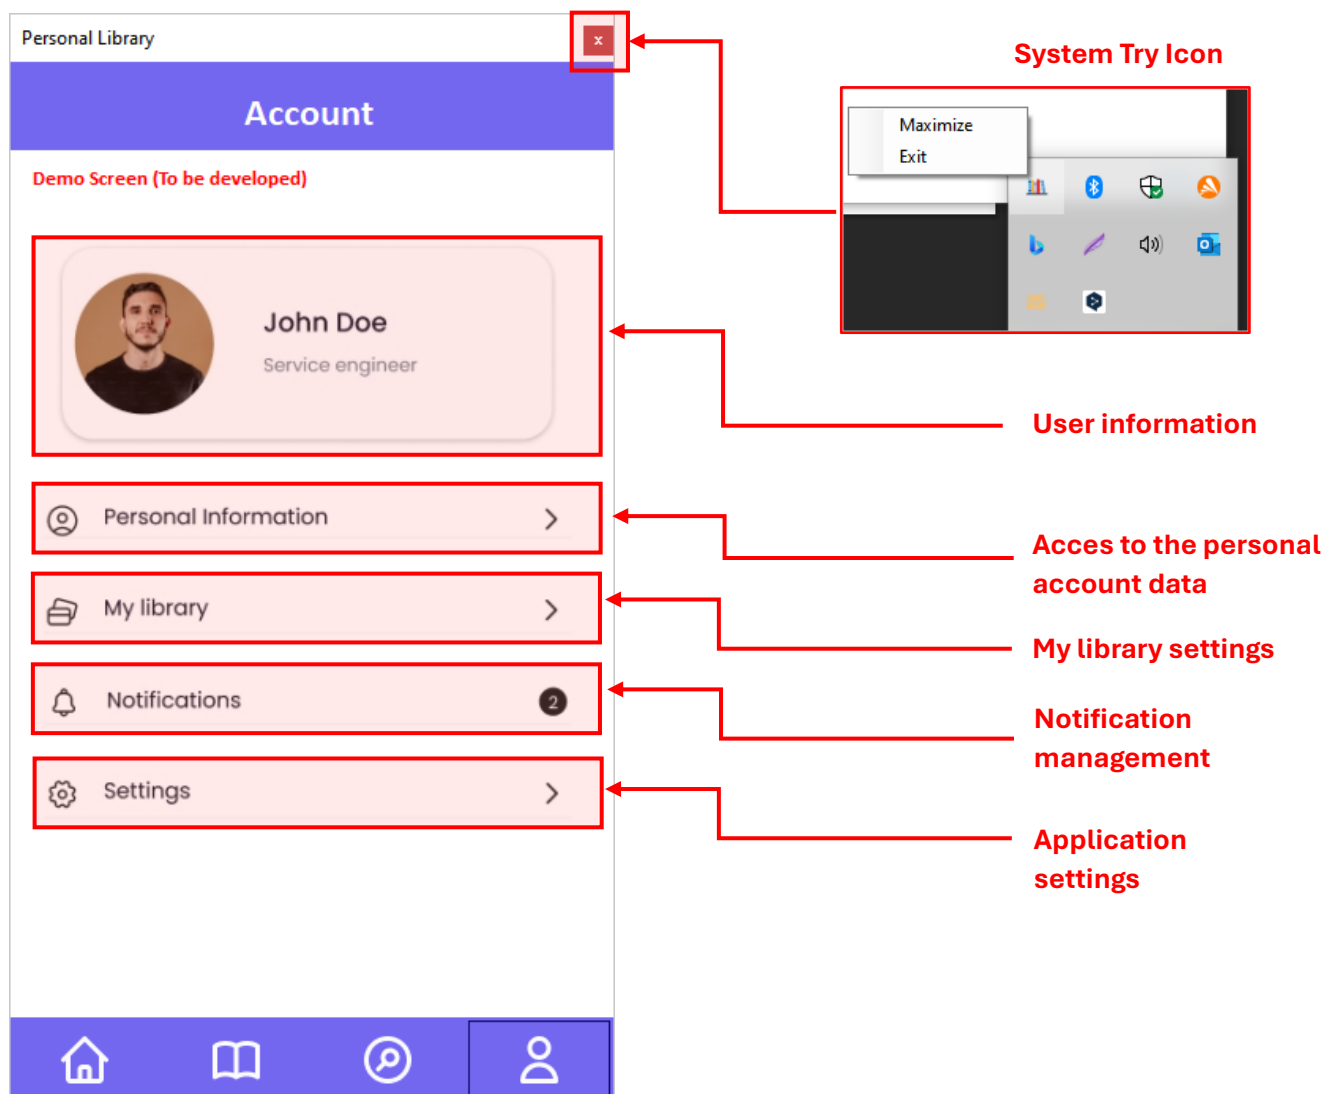 Personal Library
x
Account
Demo Screen (To be developed)
John Doe
Service engineer
Personal Information
My library
Notifications
2
Settings
System Try Icon
Maximize
Exit
User information
Acces to the personal
account data
My library settings
Notification
management
Application
settings